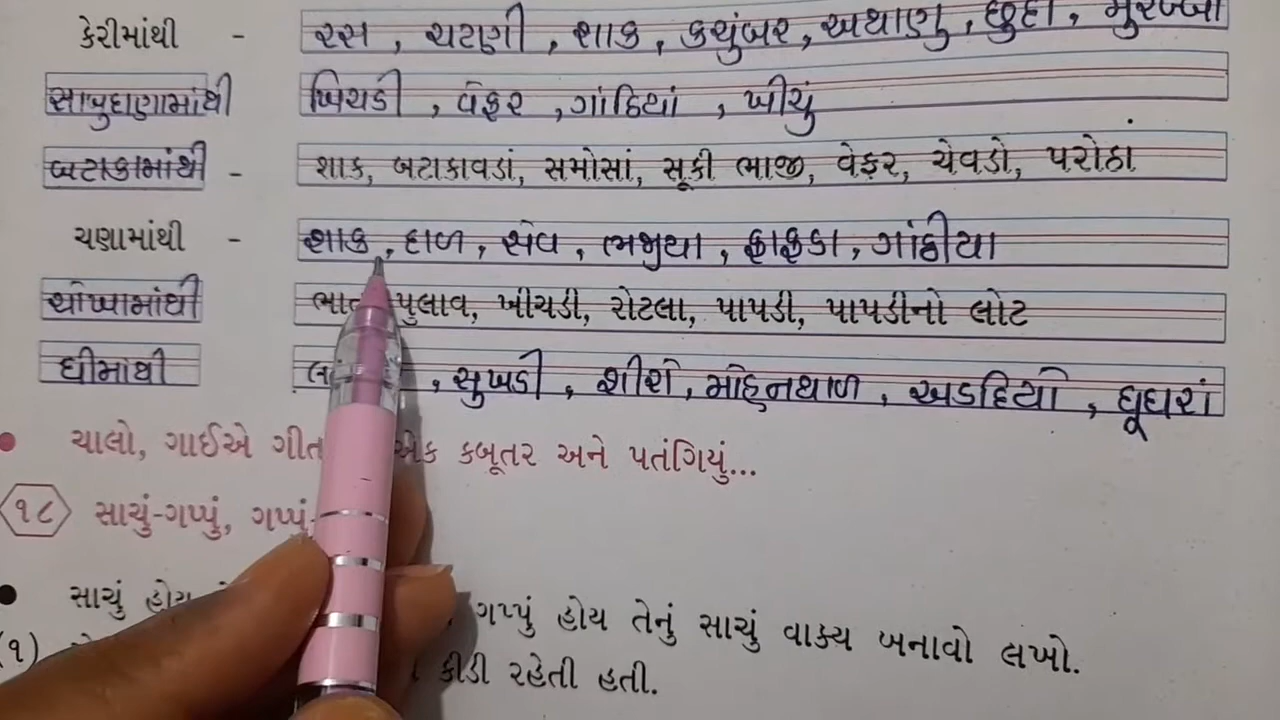 કેરીમાંથી - રસ , ચટણી , શાક , કચુંબર , અથાણુ , છુંદો , મુરબ્બો
સાબુદાણામાંથી ખિચડી , વેફર , ગાંઠિયાં , ખીચું
બટાકામાંથી - શાક, બટાકાવડાં, સમોસાં, સૂકી ભાજી, વેફર, ચેવડો, પરોઠાં
ચણામાંથી - શાક , દાળ , સેવ , ભજીયા , ફાફડા , ગાંઠીયા
ચોખામાંથી પુલાવ, ખીચડી, રોટલા, પાપડી, પાપડીનો લોટ
ઘીમાંથી , સુખડી , શીરો , મોહનથાળ , અડદિયો , ઘૂઘરાં
ચાલો, ગાઈએ ગીત એક કબૂતર અને પતંગિયું...
૧૮ સાચું-ગપ્પું, ગપ્પં
સાચું હોય ગપ્પું હોય તેનું સાચું વાક્ય બનાવો લખો.
(૧) કીડી રહેતી હતી.